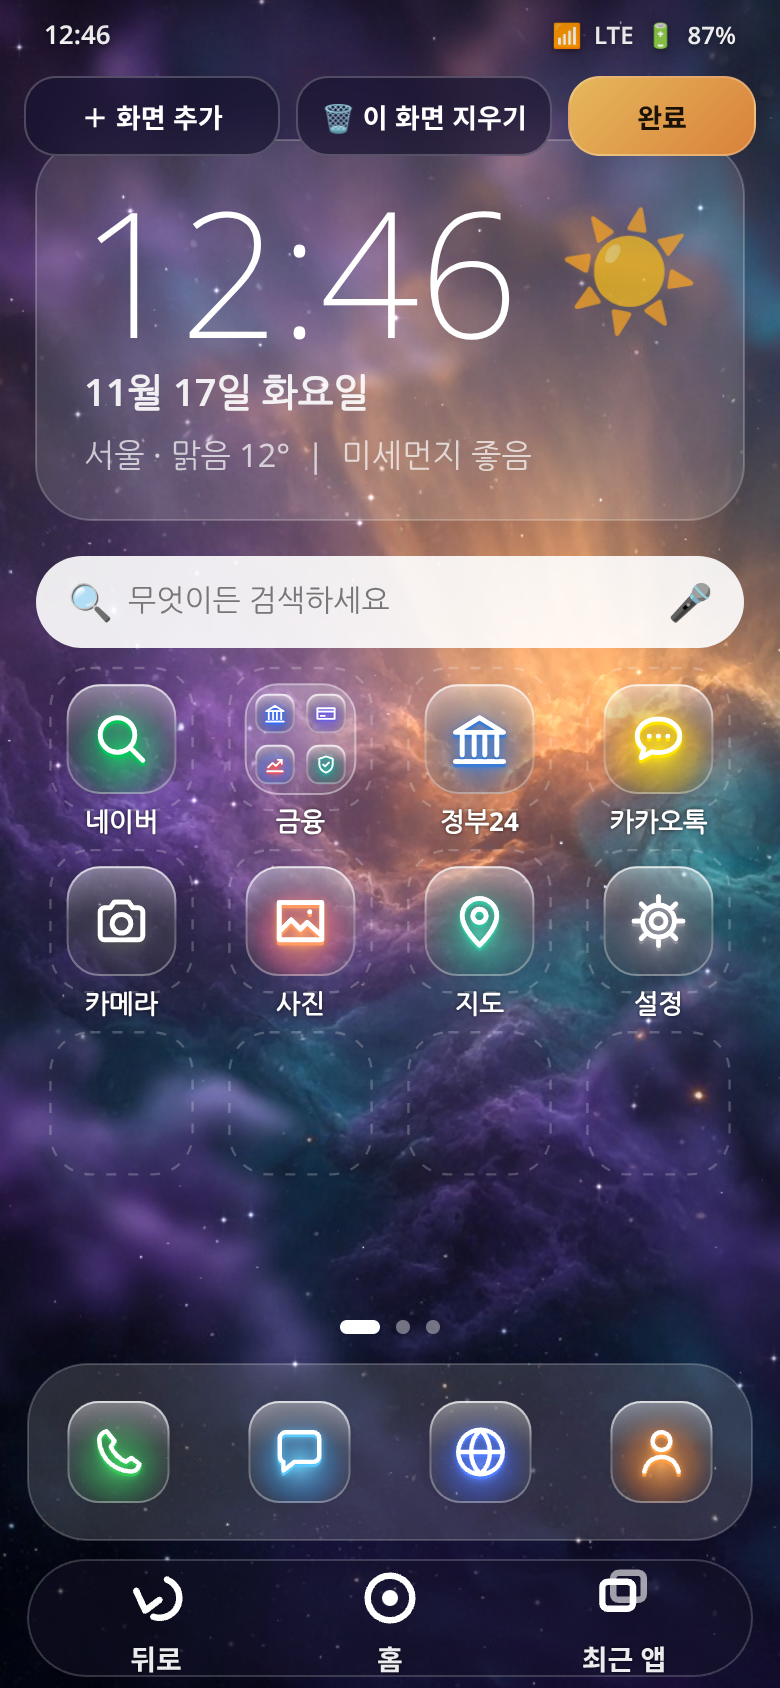 12:46 LTE 87%
+ 화면 추가 이 화면 지우기 완료
12:46
11월 17일 화요일
서울 · 맑음 12° | 미세먼지 좋음
무엇이든 검색하세요
네이버 금융 정부24 카카오톡
카메라 사진 지도 설정
뒤로 홈 최근 앱